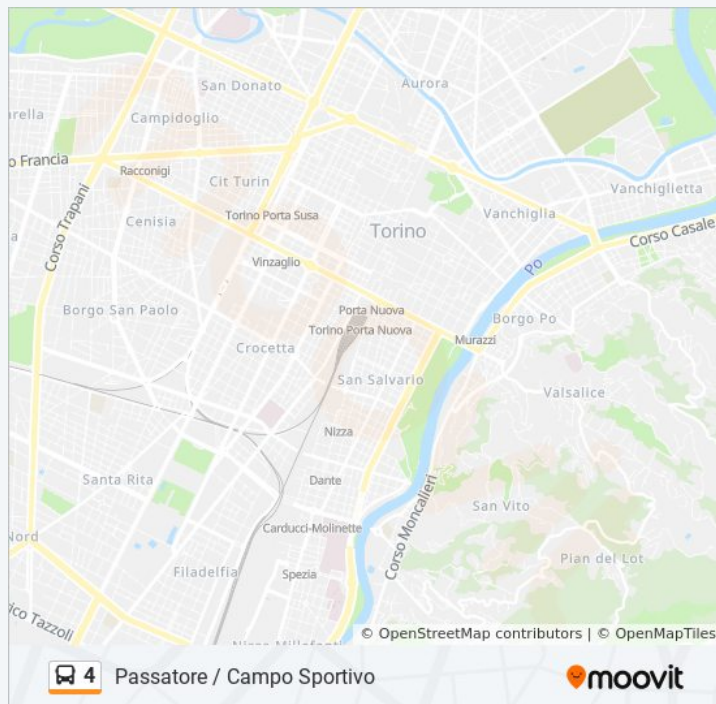 San Donato
Aurora
arella
Campidoglio
o Francia
Racconigi
Cit Turin
Vanchiglietta
Corso Trapani
Cenisia
Torino Porta Susa
Vanchiglia
Torino
Corso Casale
Vinzaglio
Po
Borgo San Paolo
Porta Nuova
Torino Porta Nuova
Borgo Po
Crocetta
Murazzi
San Salvario
Valsalice
Nizza
Santa Rita
Dante
San Vito
Corso Moncalieri
Carducci-Molinette
Nord
Pian del Lot
Filadelfia
Spezia
rico Tazzoli
© OpenStreetMap contributors | © OpenMapTiles
4 Passatore / Campo Sportivo
moovit